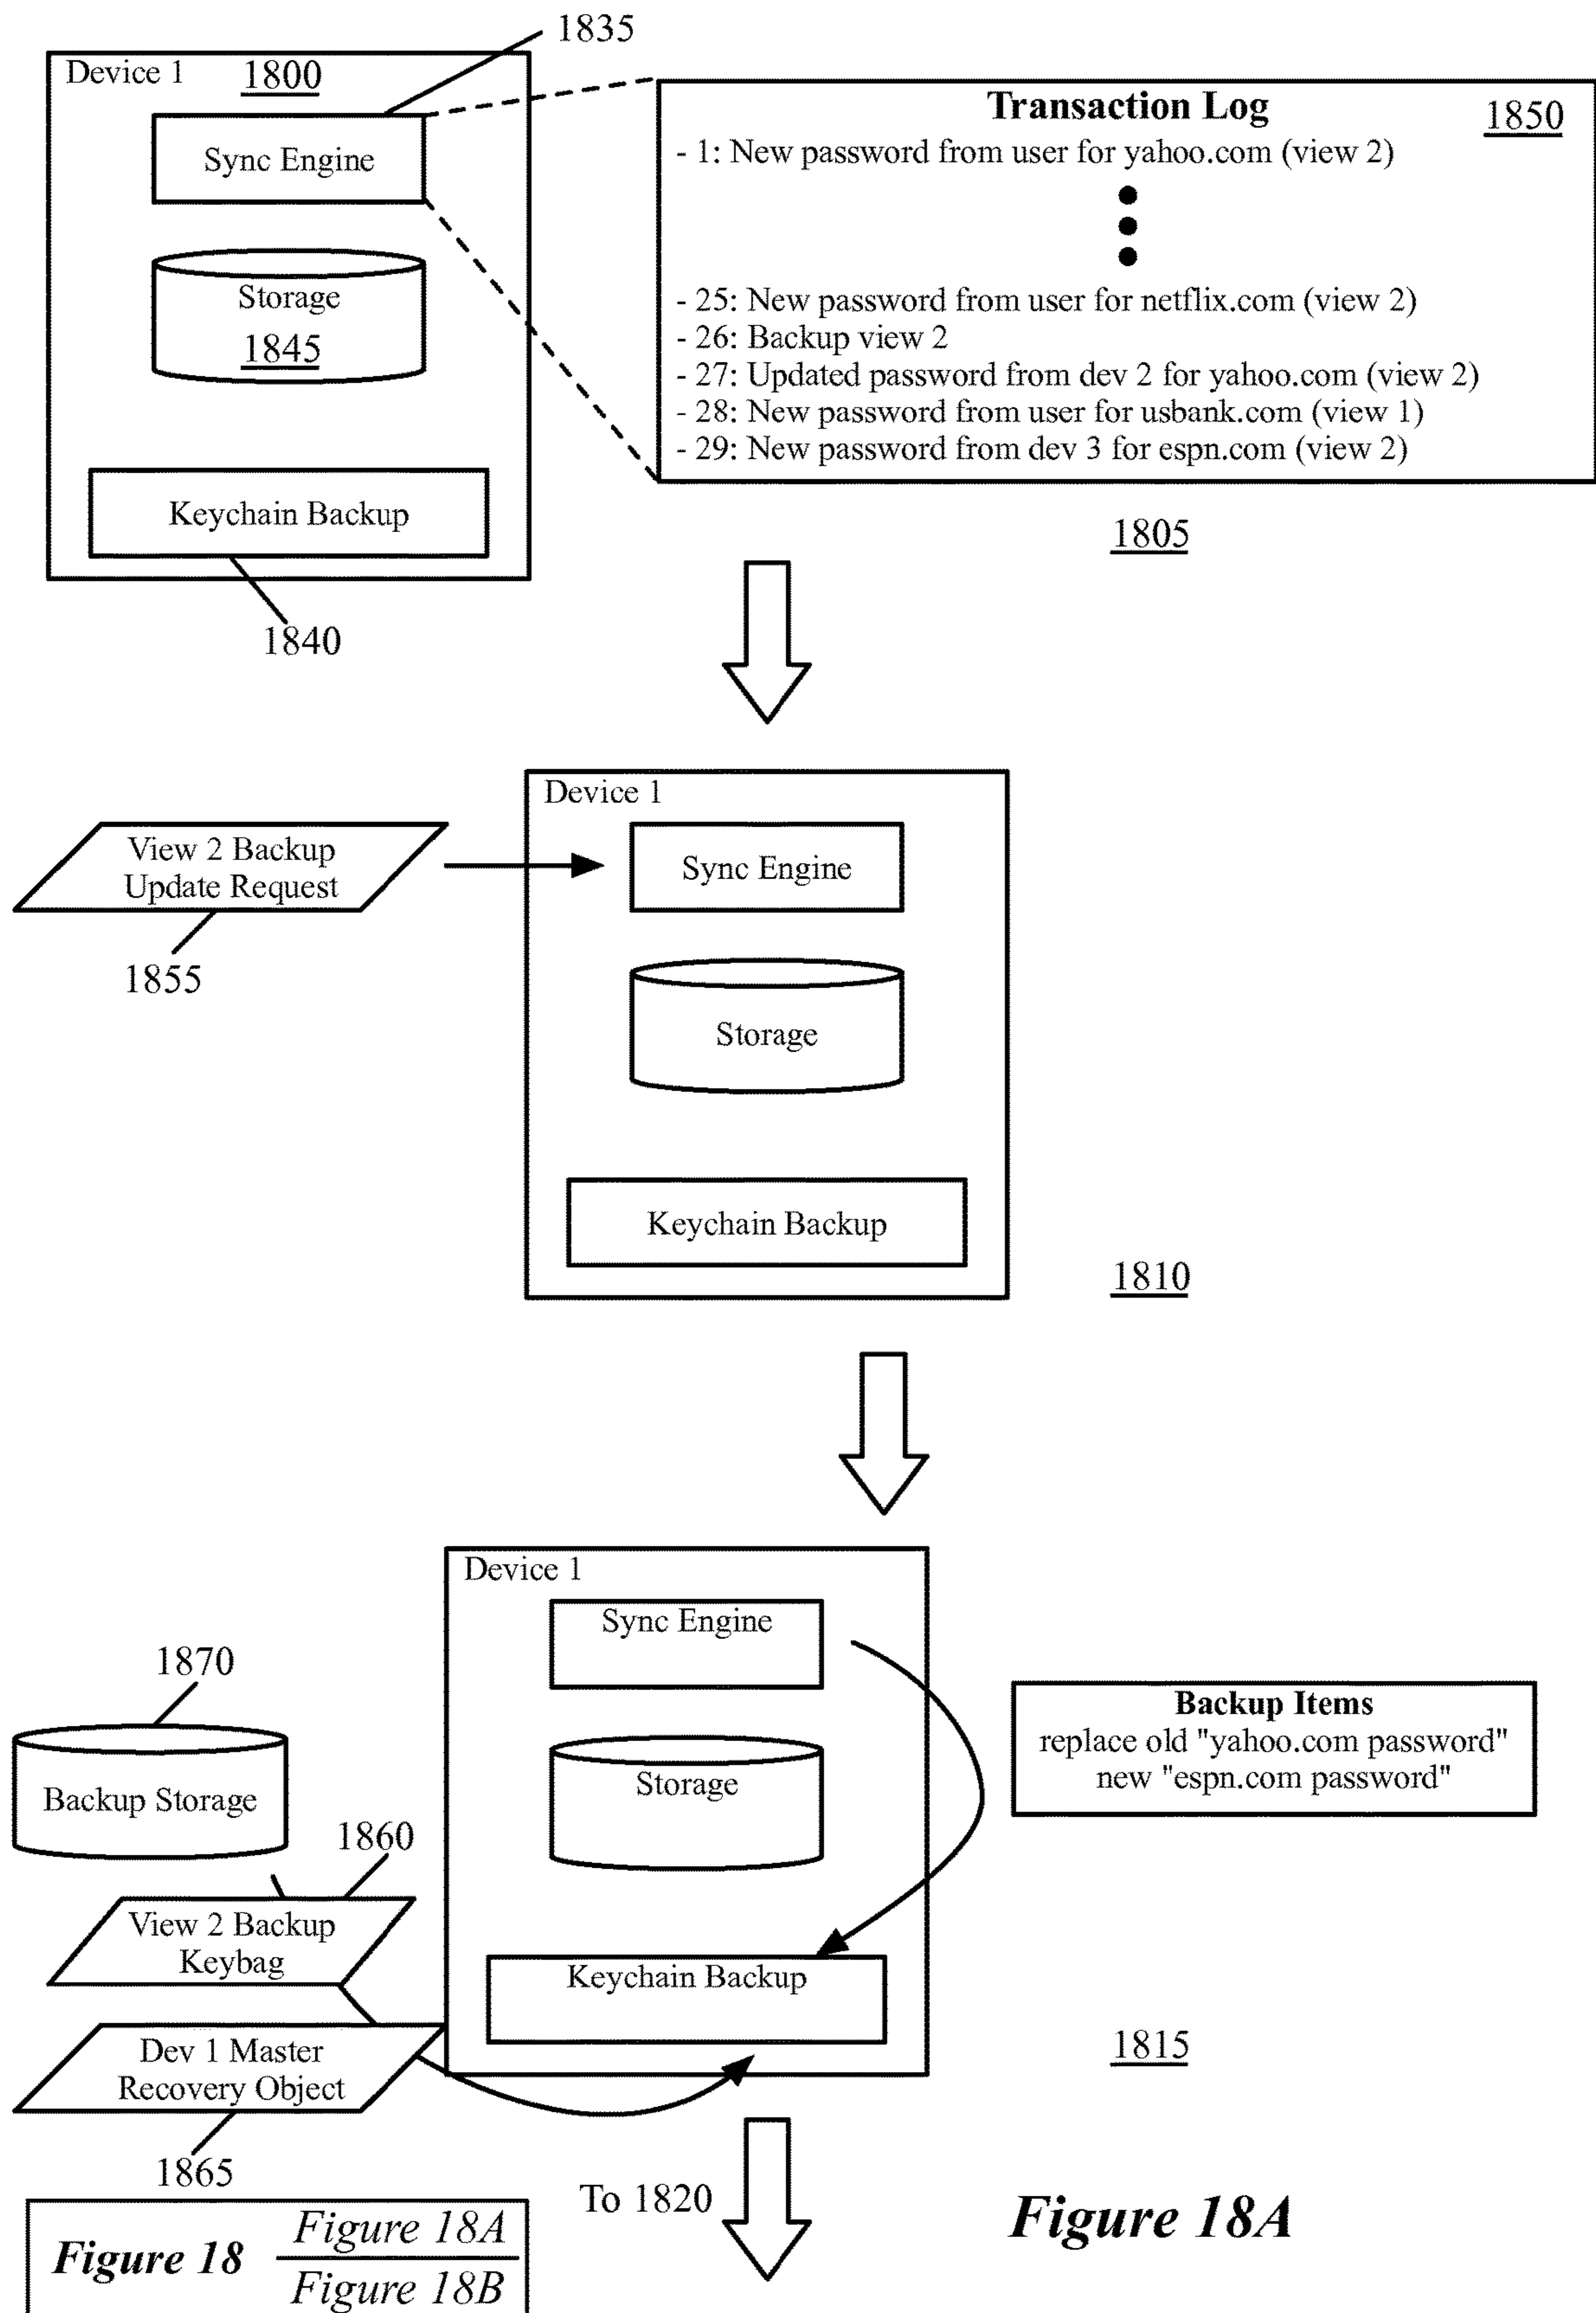 1835
Device 1
1800
Sync Engine
Storage
1845
Keychain Backup
1840
Transaction Log
1850
- 1: New password from user for yahoo.com (view 2)
- 25: New password from user for netflix.com (view 2)
- 26: Backup view 2
- 27: Updated password from dev 2 for yahoo.com (view 2)
- 28: New password from user for usbank.com (view 1)
- 29: New password from dev 3 for espn.com (view 2)
1805
View 2 Backup
Update Request
1855
Device 1
Sync Engine
Storage
Keychain Backup
1810
Device 1
Sync Engine
Storage
Keychain Backup
1870
Backup Storage
1860
View 2 Backup
Keybag
Dev 1 Master
Recovery Object
1865
Backup Items
replace old "yahoo.com password"
new "espn.com password"
1815
To 1820
Figure 18A
Figure 18
Figure 18A
Figure 18B